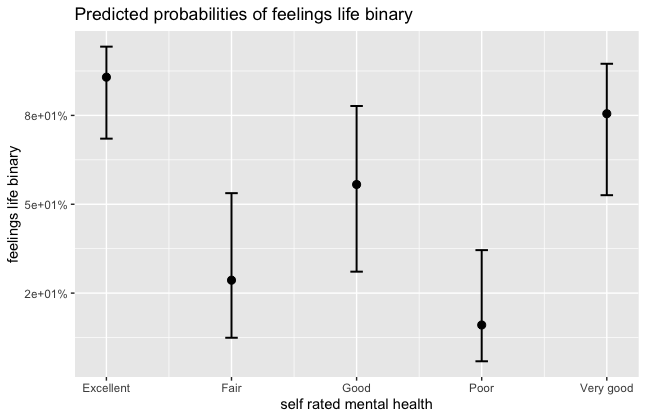 Predicted probabilities of feelings life binary
feelings life binary
8e+01%
5e+01%
2e+01%
Excellent Fair Good Poor Very good
self rated mental health